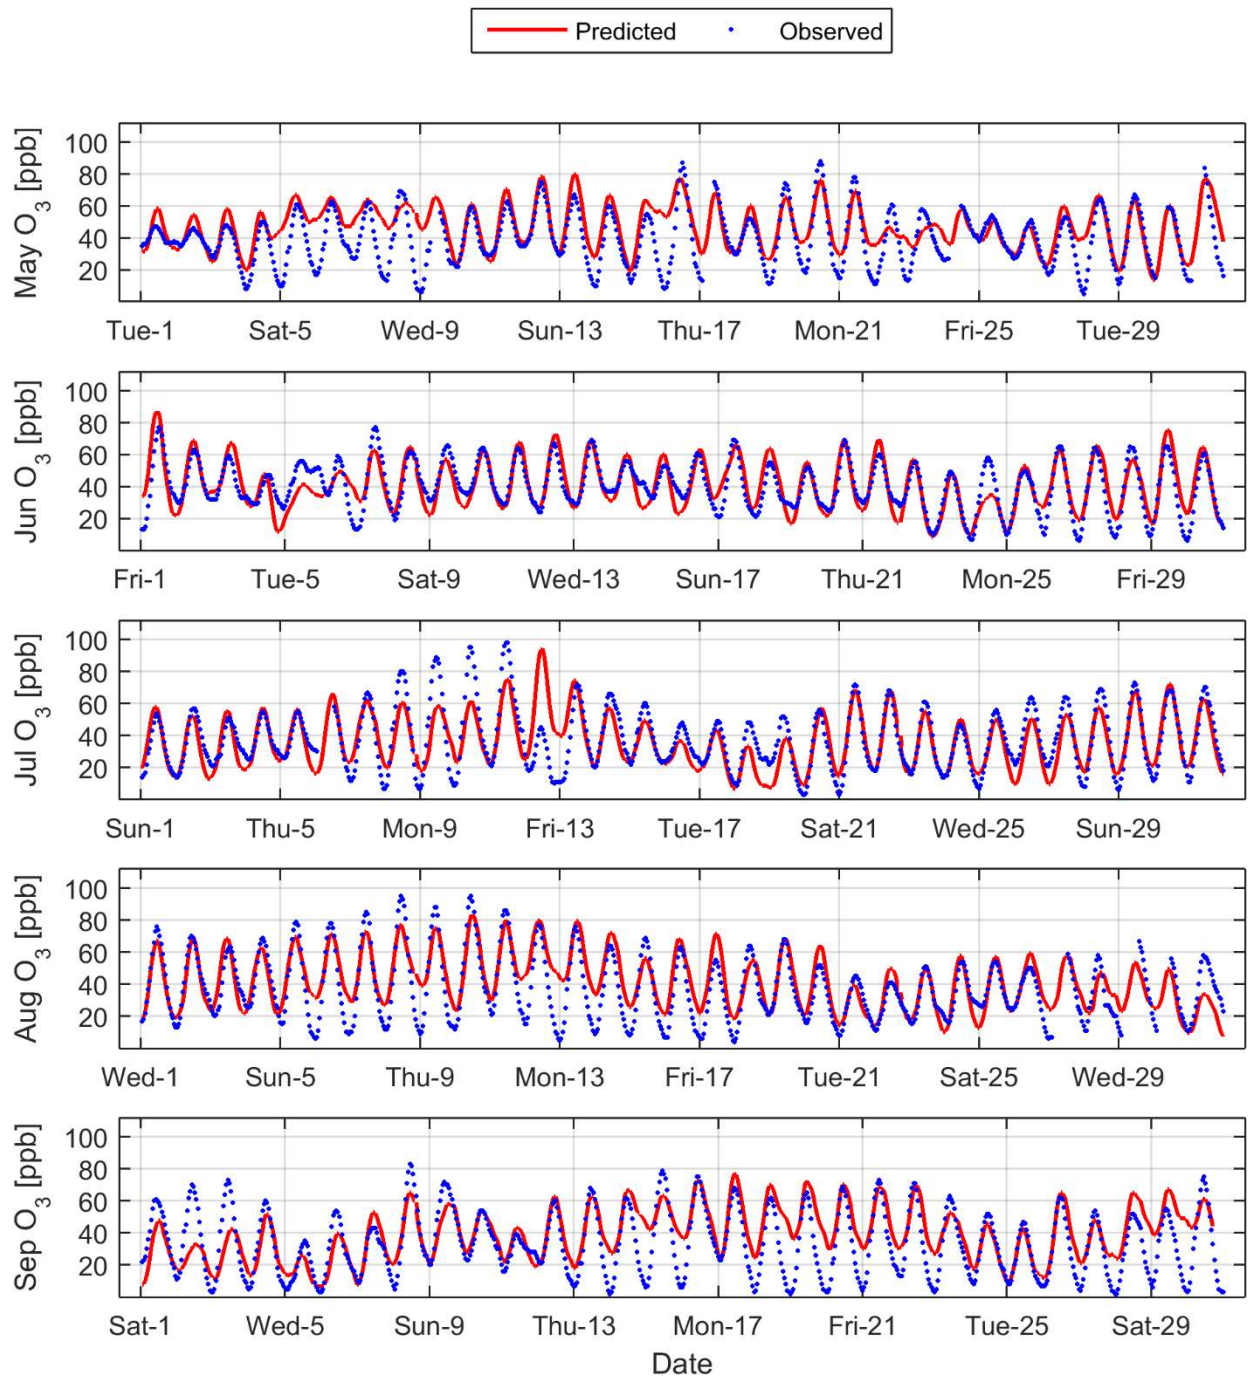 Predicted Observed
May O3 [ppb]
100
80
60
40
20
Tue-1 Sat-5 Wed-9 Sun-13 Thu-17 Mon-21 Fri-25 Tue-29
Jun O3 [ppb]
100
80
60
40
20
Fri-1 Tue-5 Sat-9 Wed-13 Sun-17 Thu-21 Mon-25 Fri-29
Jul O3 [ppb]
100
80
60
40
20
Sun-1 Thu-5 Mon-9 Fri-13 Tue-17 Sat-21 Wed-25 Sun-29
Aug O3 [ppb]
100
80
60
40
20
Wed-1 Sun-5 Thu-9 Mon-13 Fri-17 Tue-21 Sat-25 Wed-29
Sep O3 [ppb]
100
80
60
40
20
Sat-1 Wed-5 Sun-9 Thu-13 Mon-17 Fri-21 Tue-25 Sat-29
Date